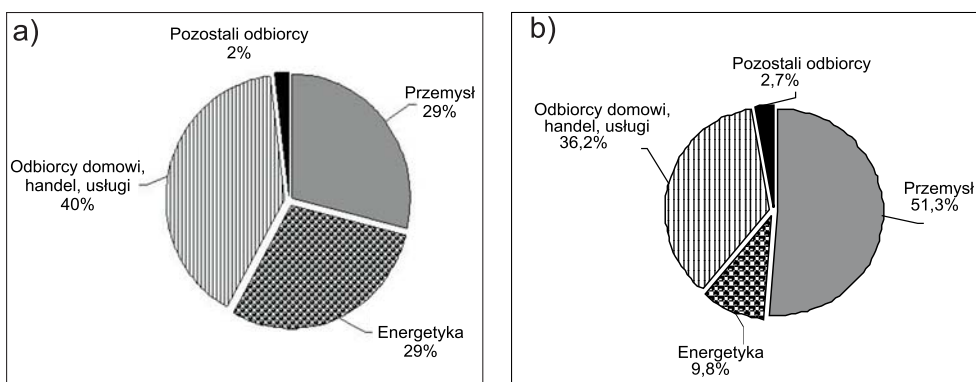 a)
Pozostali odbiorcy
2%
Przemysł
29%
Odbiorcy domowi,
handel, usługi
40%
Energetyka
29%
b)
Pozostali odbiorcy
2,7%
Odbiorcy domowi,
handel, usługi
36,2%
Przemysł
51,3%
Energetyka
9,8%